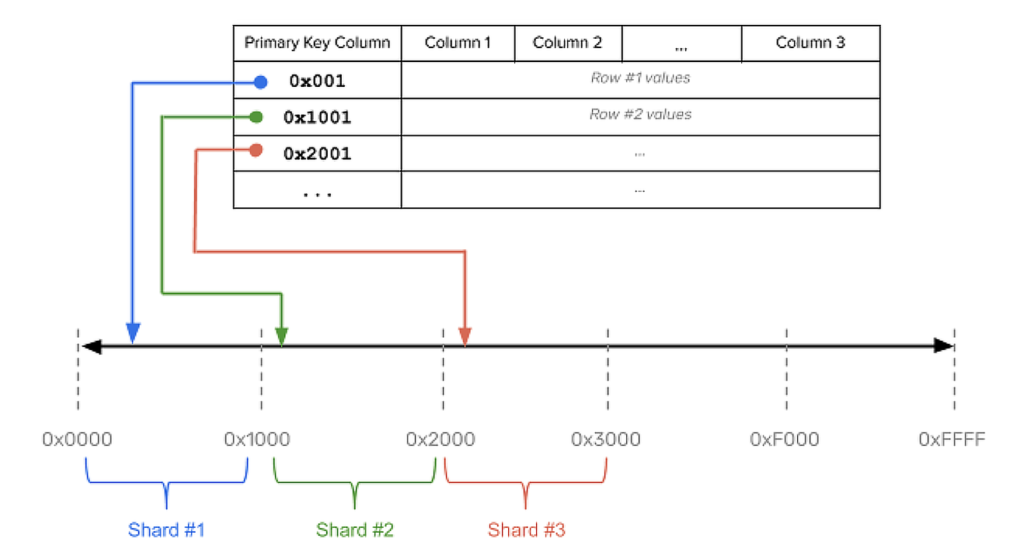 Primary Key Column Column 1 Column 2 ... Column 3
0x001 Row #1 values
0x1001 Row #2 values
0x2001 ...
... ...
0x0000 0x1000 0x2000 0x3000 0xF000 0xFFFF
Shard #1 Shard #2 Shard #3